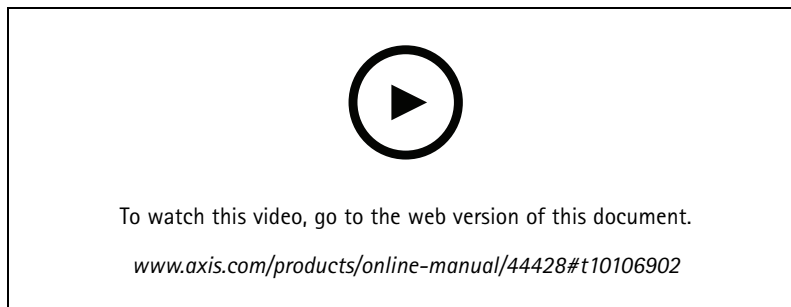 To watch this video, go to the web version of this document.
www.axis.com/products/online-manual/44428#t10106902